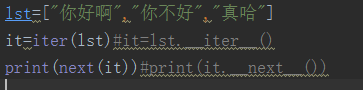 lst=["你好啊","你不好","真哈"]
it=iter(lst)#it=lst.__iter__()
print(next(it))#print(it.__next__())